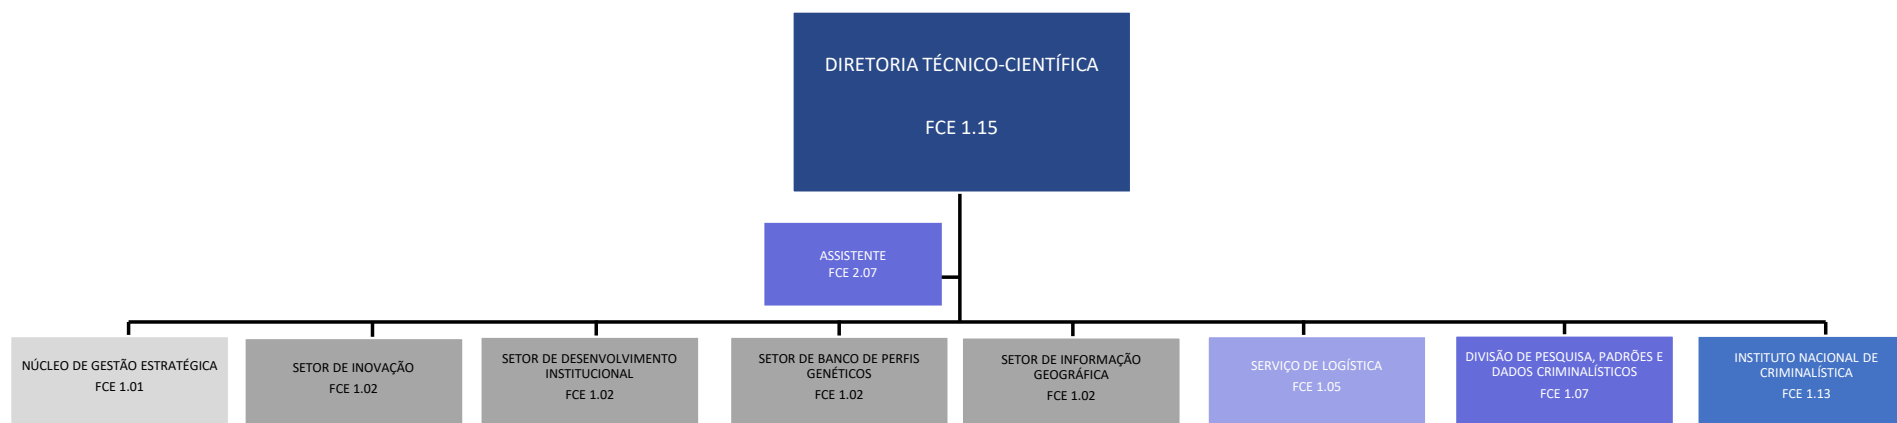 DIRETORIA TÉCNICO-CIENTÍFICA
FCE 1.15
ASSISTENTE
FCE 2.07
NÚCLEO DE GESTÃO ESTRATÉGICA
FCE 1.01
SETOR DE INOVAÇÃO
FCE 1.02
SETOR DE DESENVOLVIMENTO
INSTITUCIONAL
FCE 1.02
SETOR DE BANCO DE PERFIS
GENÉTICOS
FCE 1.02
SETOR DE INFORMAÇÃO
GEOGRÁFICA
FCE 1.02
SERVIÇO DE LOGÍSTICA
FCE 1.05
DIVISÃO DE PESQUISA, PADRÕES E
DADOS CRIMINALÍSTICOS
FCE 1.07
INSTITUTO NACIONAL DE
CRIMINALÍSTICA
FCE 1.13